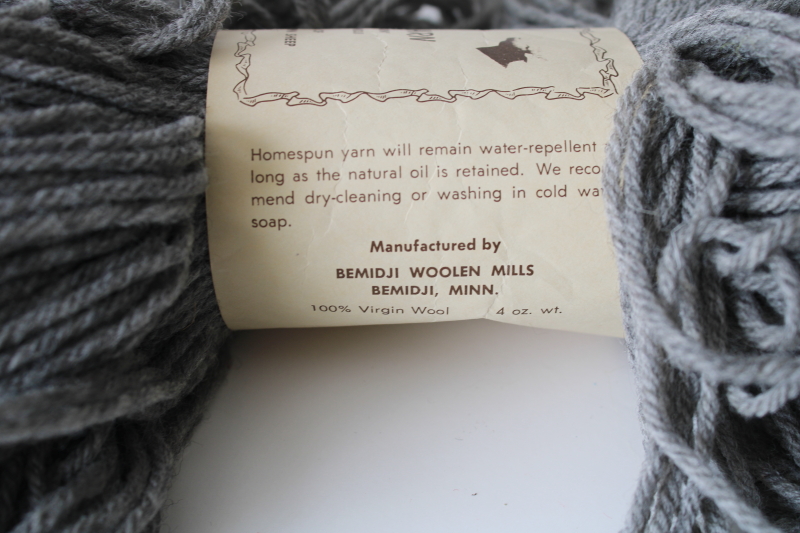 Homespun yarn will remain water-repellent
long as the natural oil is retained. We reco
mend dry-cleaning or washing in cold wa
soap.
Manufactured by
BEMIDJI WOOLEN MILLS
BEMIDJI, MINN.
100% Virgin Wool 4 oz. wt.